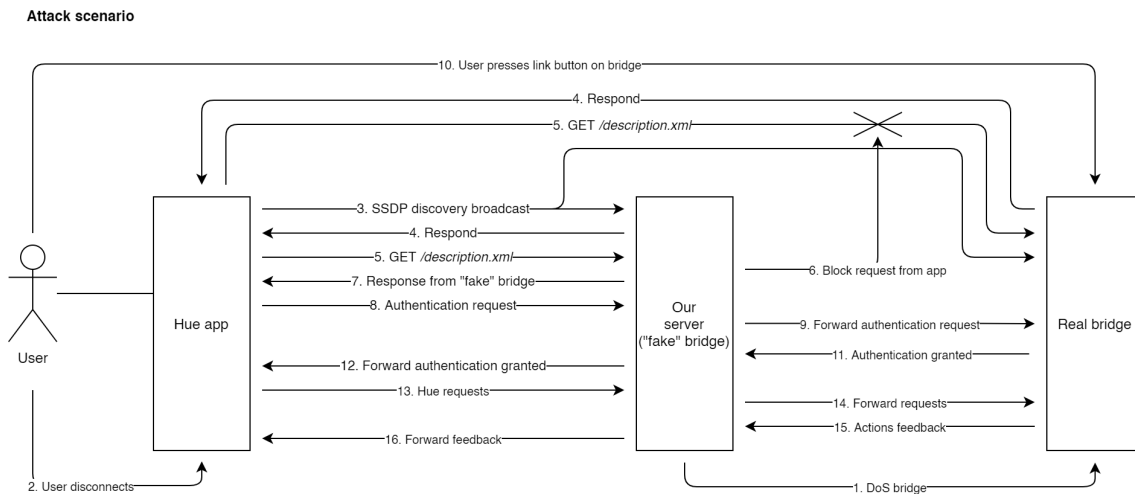 Attack scenario
10. User presses link button on bridge
4. Respond
5. GET /description.xml
3. SSDP discovery broadcast
4. Respond
5. GET /description.xml
6. Block request from app
7. Response from "fake" bridge
8. Authentication request
Hue app
Our
server
("fake" bridge)
9. Forward authentication request
Real bridge
User
11. Authentication granted
12. Forward authentication granted
13. Hue requests
14. Forward requests
15. Actions feedback
16. Forward feedback
2. User disconnects
1. DoS bridge